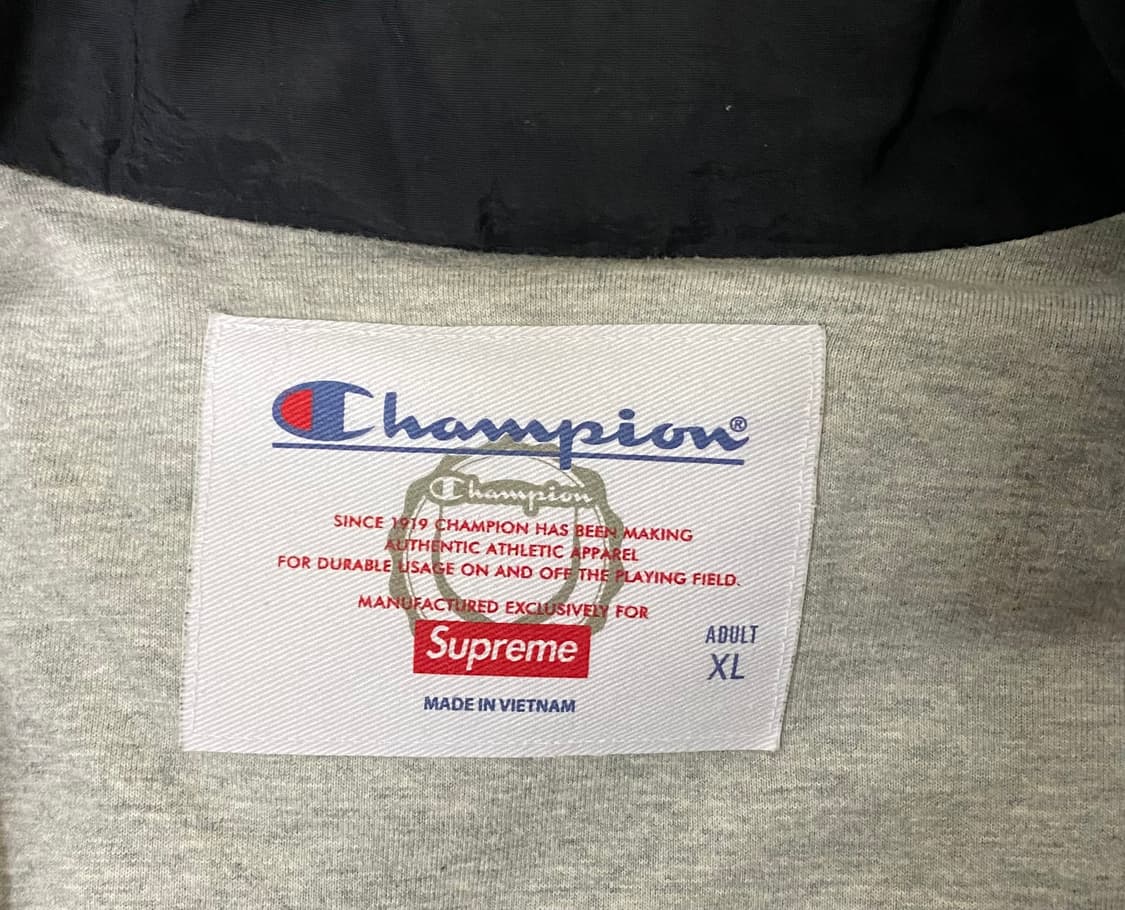 Champion®
Champion
SINCE 1919 CHAMPION HAS BEEN MAKING
AUTHENTIC ATHLETIC APPAREL
FOR DURABLE USAGE ON AND OFF THE PLAYING FIELD.
MANUFACTURED EXCLUSIVELY FOR
Supreme
ADULT
XL
MADE IN VIETNAM